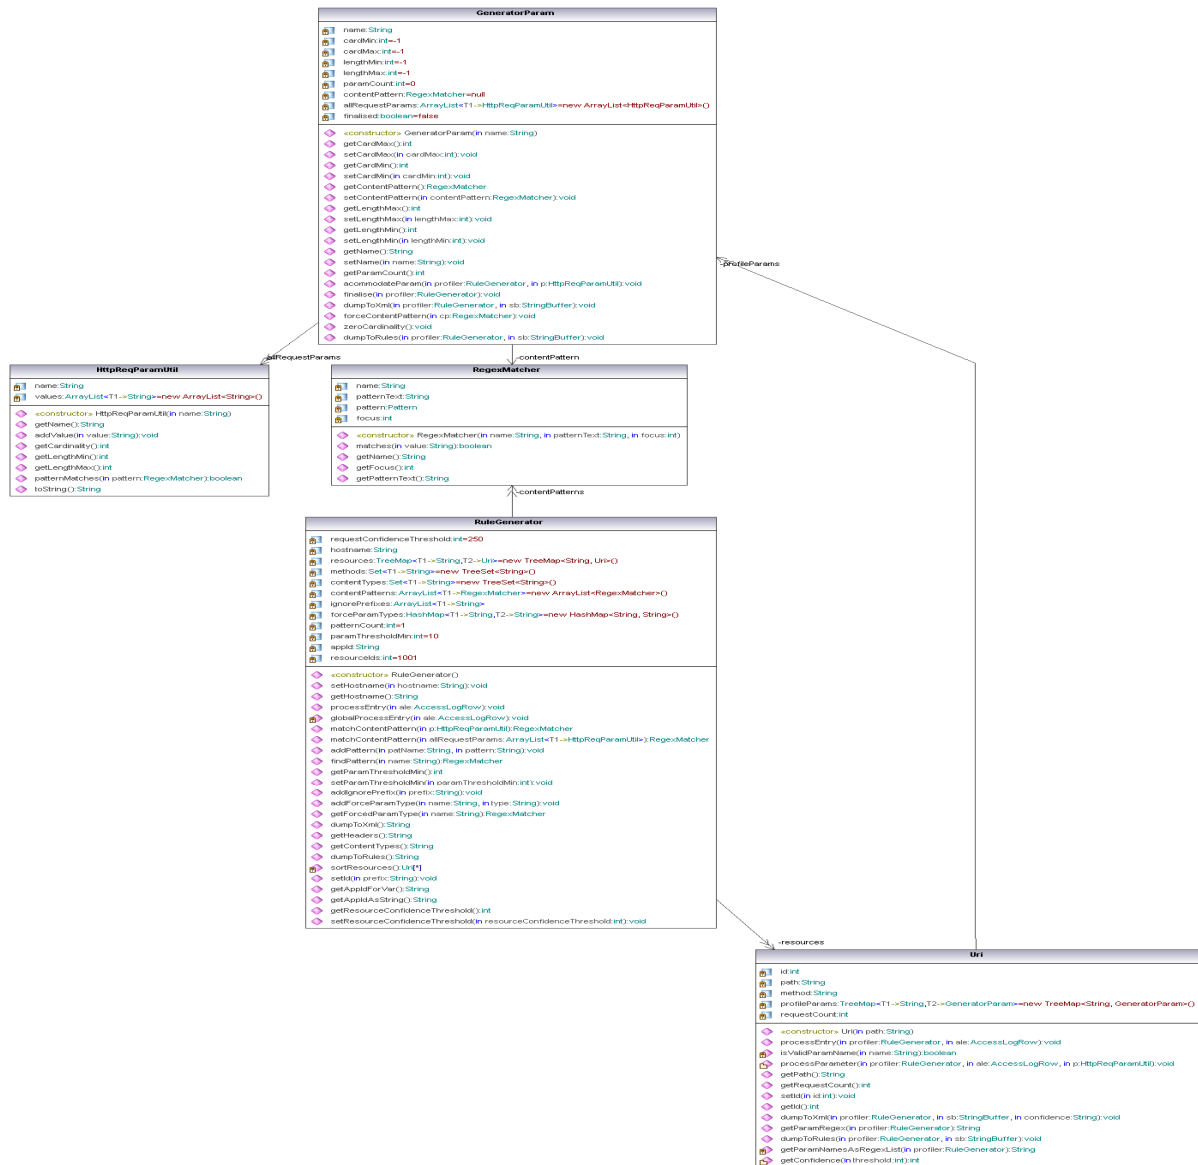 GeneratorParam
name:String
cardMin:int=-1
cardMax:int=-1
lengthMin:int=-1
lengthMax:int=-1
paramCount:int=0
contentPattern:RegexMatcher=null
allRequestParams:ArrayList<T1->HttpReqParamUtil>=new ArrayList<HttpReqParamUtil>()
finalised:boolean=false
«constructor» GeneratorParam(in name:String)
getCardMax():int
setCardMax(in cardMax:int):void
getCardMin():int
setCardMin(in cardMin:int):void
getContentPattern():RegexMatcher
setContentPattern(in contentPattern:RegexMatcher):void
getLengthMax():int
setLengthMax(in lengthMax:int):void
getLengthMin():int
setLengthMin(in lengthMin:int):void
getName():String
setName(in name:String):void
getParamCount():int
acommodateParam(in profiler:RuleGenerator, in p:HttpReqParamUtil):void
finalise(in profiler:RuleGenerator):void
dumpToXml(in profiler:RuleGenerator, in sb:StringBuffer):void
forceContentPattern(in cp:RegexMatcher):void
zeroCardinality():void
dumpToRules(in profiler:RuleGenerator, in sb:StringBuffer):void
-profileParams
-allRequestParams
-contentPattern
HttpReqParamUtil
name:String
values:ArrayList<T1->String>=new ArrayList<String>()
«constructor» HttpReqParamUtil(in name:String)
getName():String
addValue(in value:String):void
getCardinality():int
getLengthMin():int
getLengthMax():int
patternMatches(in pattern:RegexMatcher):boolean
toString():String
RegexMatcher
name:String
patternText:String
pattern:Pattern
focus:int
«constructor» RegexMatcher(in name:String, in patternText:String, in focus:int)
matches(in value:String):boolean
getName():String
getFocus():int
getPatternText():String
-contentPatterns
RuleGenerator
requestConfidenceThreshold:int=250
hostname:String
resources:TreeMap<T1->String,T2->Uri>=new TreeMap<String, Uri>()
methods:Set<T1->String>=new TreeSet<String>()
contentTypes:Set<T1->String>=new TreeSet<String>()
contentPatterns:ArrayList<T1->RegexMatcher>=new ArrayList<RegexMatcher>()
ignorePrefixes:ArrayList<T1->String>
forceParamTypes:HashMap<T1->String,T2->String>=new HashMap<String, String>()
patternCount:int=1
paramThresholdMin:int=10
appId:String
resourceIds:int=1001
«constructor» RuleGenerator()
setHostname(in hostname:String):void
getHostname():String
processEntry(in ale:AccessLogRow):void
globalProcessEntry(in ale:AccessLogRow):void
matchContentPattern(in p:HttpReqParamUtil):RegexMatcher
matchContentPattern(in allRequestParams:ArrayList<T1->HttpReqParamUtil>):RegexMatcher
addPattern(in patName:String, in pattern:String):void
findPattern(in name:String):RegexMatcher
getParamThresholdMin():int
setParamThresholdMin(in paramThresholdMin:int):void
addIgnorePrefix(in prefix:String):void
addForceParamType(in name:String, in type:String):void
getForcedParamType(in name:String):RegexMatcher
dumpToXml():String
getHeaders():String
getContentTypes():String
dumpToRules():String
sortResources():Uri[*]
setId(in prefix:String):void
getAppIdForVar():String
getAppIdAsString():String
getResourceConfidenceThreshold():int
setResourceConfidenceThreshold(in resourceConfidenceThreshold:int):void
-resources
Uri
id:int
path:String
method:String
profileParams:TreeMap<T1->String,T2->GeneratorParam>=new TreeMap<String, GeneratorParam>()
requestCount:int
«constructor» Uri(in path:String)
processEntry(in profiler:RuleGenerator, in ale:AccessLogRow):void
isValidParamName(in name:String):boolean
processParameter(in profiler:RuleGenerator, in ale:AccessLogRow, in p:HttpReqParamUtil):void
getPath():String
getRequestCount():int
setId(in id:int):void
getId():int
dumpToXml(in profiler:RuleGenerator, in sb:StringBuffer, in confidence:String):void
getParamRegex(in profiler:RuleGenerator):String
dumpToRules(in profiler:RuleGenerator, in sb:StringBuffer):void
getParamNamesAsRegexList(in profiler:RuleGenerator):String
getConfidence(in threshold:int):int